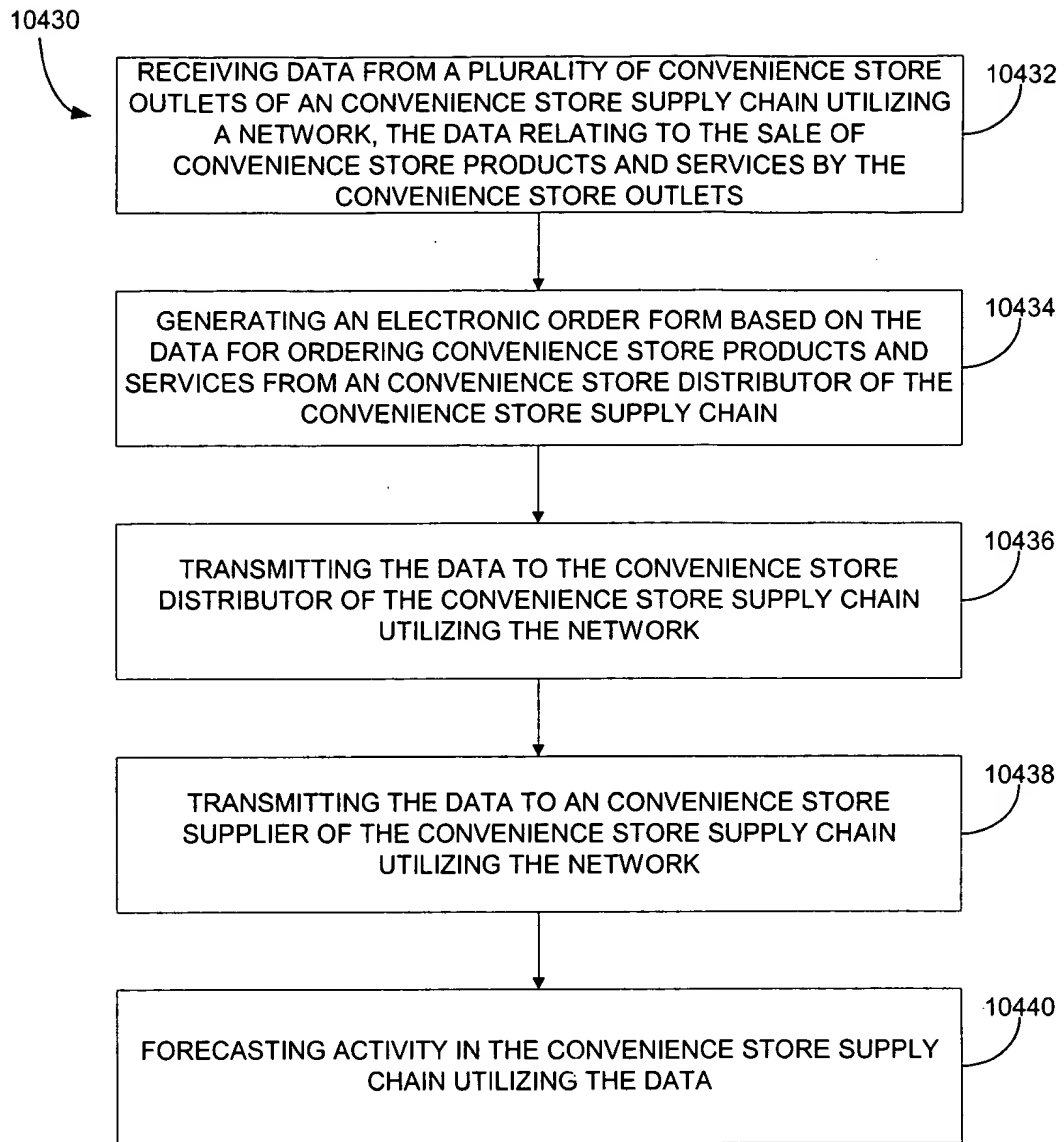 10430
RECEIVING DATA FROM A PLURALITY OF CONVENIENCE STORE
OUTLETS OF AN CONVENIENCE STORE SUPPLY CHAIN UTILIZING
A NETWORK, THE DATA RELATING TO THE SALE OF
CONVENIENCE STORE PRODUCTS AND SERVICES BY THE
CONVENIENCE STORE OUTLETS
10432
GENERATING AN ELECTRONIC ORDER FORM BASED ON THE
DATA FOR ORDERING CONVENIENCE STORE PRODUCTS AND
SERVICES FROM AN CONVENIENCE STORE DISTRIBUTOR OF THE
CONVENIENCE STORE SUPPLY CHAIN
10434
TRANSMITTING THE DATA TO THE CONVENIENCE STORE
DISTRIBUTOR OF THE CONVENIENCE STORE SUPPLY CHAIN
UTILIZING THE NETWORK
10436
TRANSMITTING THE DATA TO AN CONVENIENCE STORE
SUPPLIER OF THE CONVENIENCE STORE SUPPLY CHAIN
UTILIZING THE NETWORK
10438
FORECASTING ACTIVITY IN THE CONVENIENCE STORE SUPPLY
CHAIN UTILIZING THE DATA
10440